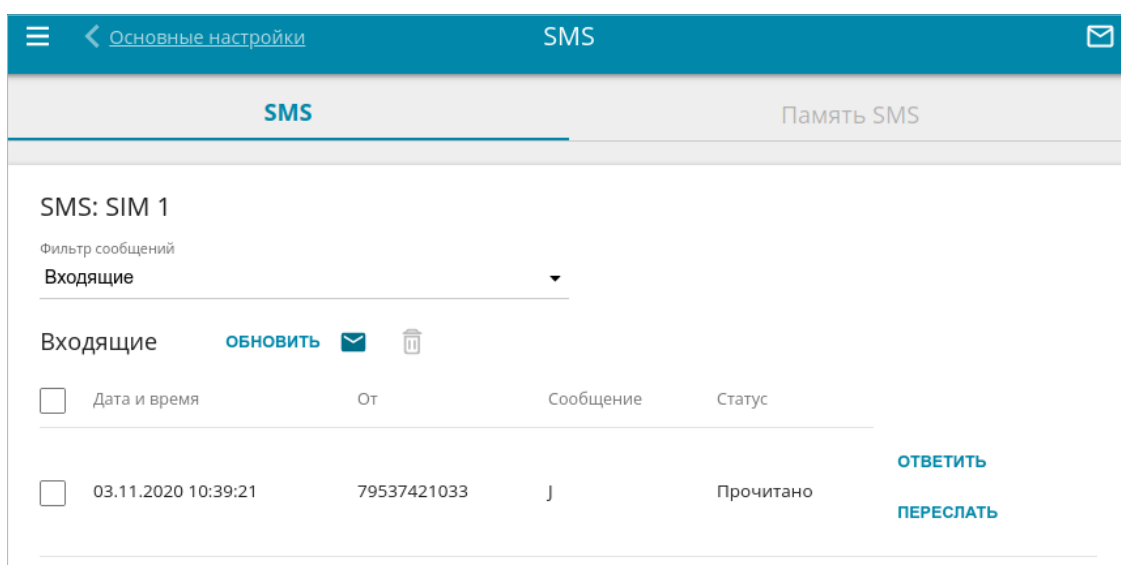 Основные настройки SMS
SMS Память SMS
SMS: SIM 1
Фильтр сообщений
Входящие
Входящие ОБНОВИТЬ
Дата и время От Сообщение Статус
ОТВЕТИТЬ
03.11.2020 10:39:21 79537421033 J Прочитано
ПЕРЕСЛАТЬ